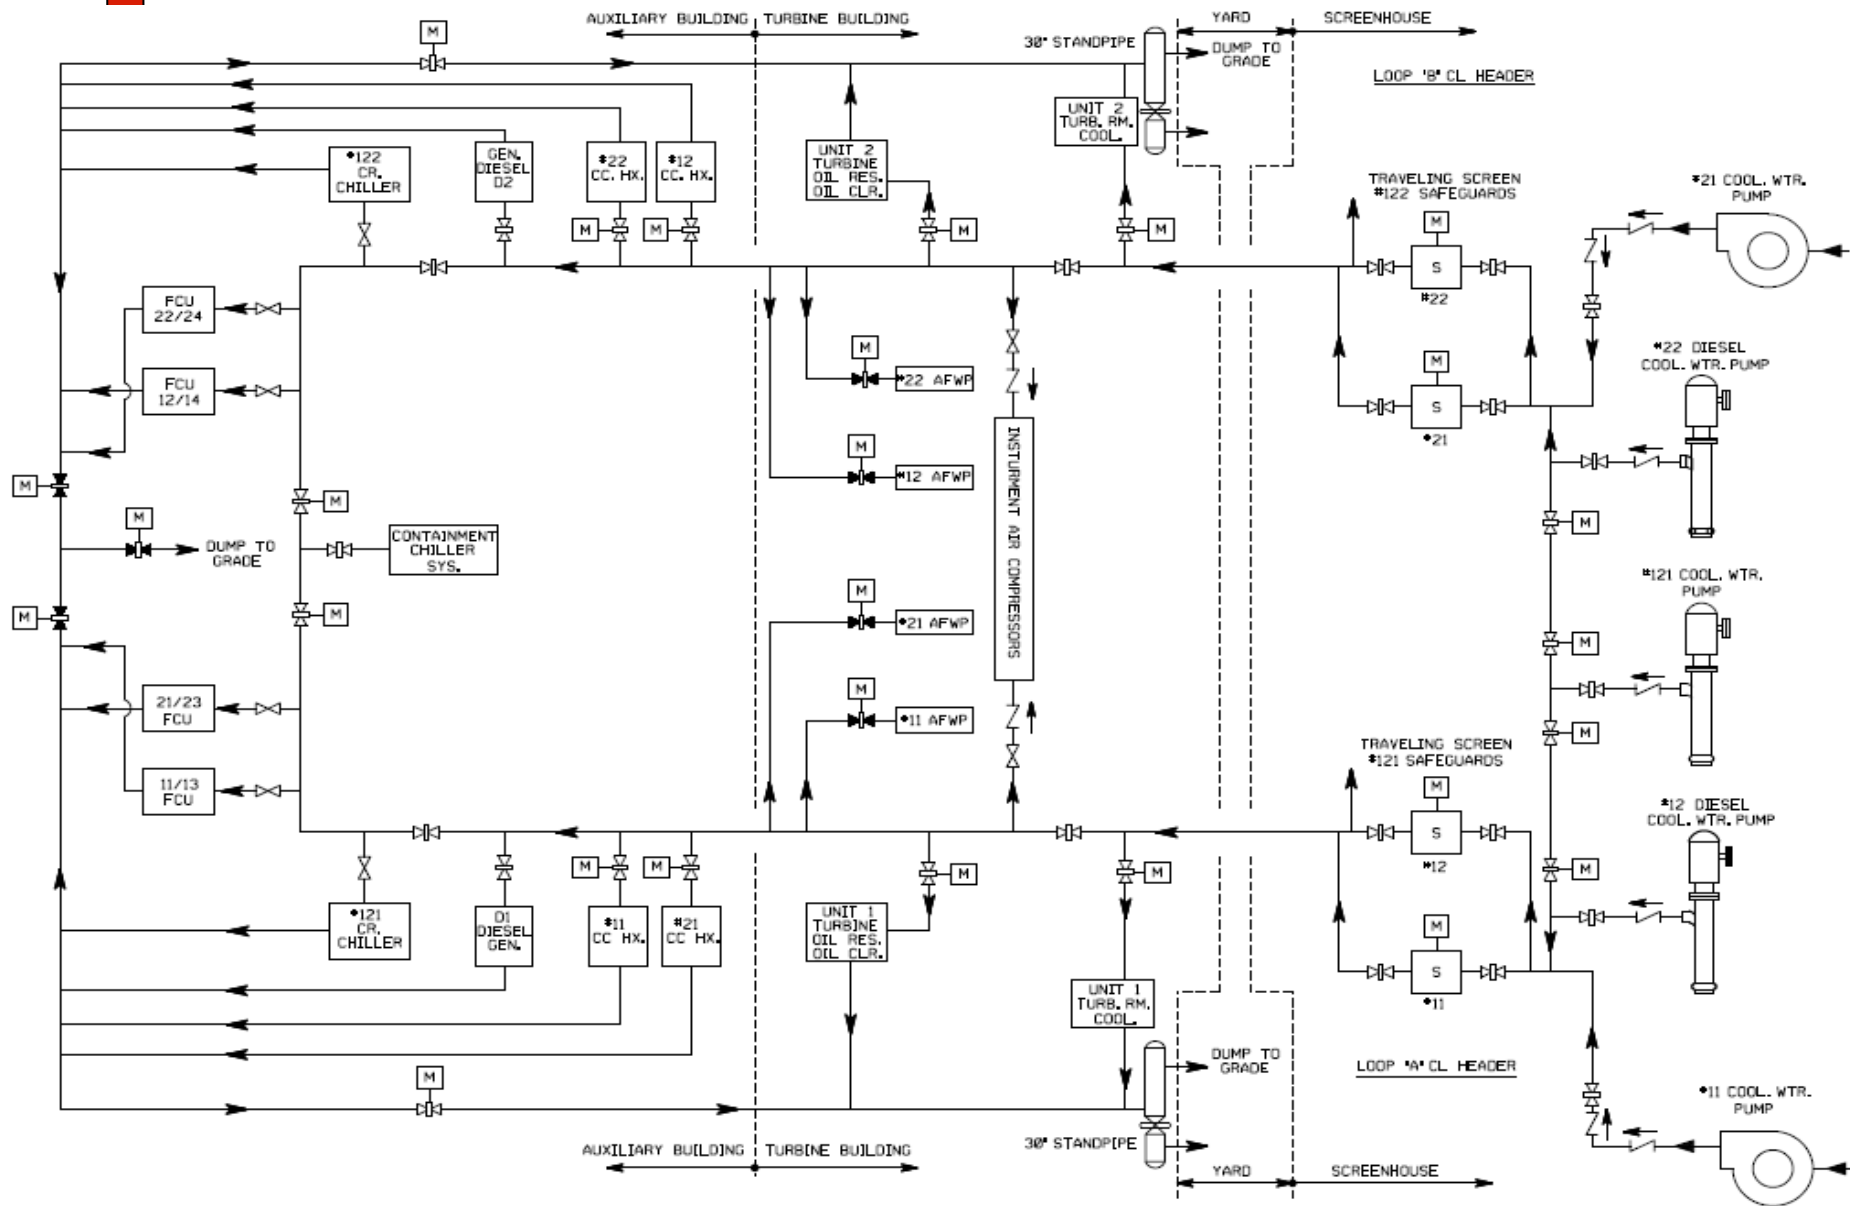 AUXILIARY BUILDING
TURBINE BUILDING
YARD
SCREENHOUSE
M
30" STANDPIPE
DUMP TO
GRADE
LOOP "B" CL HEADER
UNIT 2
TURB. RM.
COOL.
#122
CR.
CHILLER
GEN.
DIESEL
D2
#22
CC. HX.
#12
CC. HX.
UNIT 2
TURBINE
OIL RES.
OIL CLR.
TRAVELING SCREEN
#122 SAFEGUARDS
#21 COOL. WTR.
PUMP
M
M
M
M
M
S
#22
FCU
22/24
M
#22 AFWP
FCU
12/14
M
S
#21
#22 DIESEL
COOL. WTR. PUMP
M
#12 AFWP
INSTURMENT AIR COMPRESSORS
M
M
M
M
DUMP TO
GRADE
CONTAINMENT
CHILLER
SYS.
#121 COOL. WTR.
PUMP
M
M
M
#21 AFWP
M
21/23
FCU
M
#11 AFWP
M
11/13
FCU
TRAVELING SCREEN
#121 SAFEGUARDS
M
S
#12
#12 DIESEL
COOL. WTR. PUMP
M
M
M
M
M
#121
CR.
CHILLER
D1
DIESEL
GEN.
#11
CC HX.
#21
CC HX.
UNIT 1
TURBINE
OIL RES.
OIL CLR.
M
S
#11
UNIT 1
TURB. RM.
COOL.
DUMP TO
GRADE
LOOP "A" CL HEADER
M
#11 COOL. WTR.
PUMP
30" STANDPIPE
AUXILIARY BUILDING
TURBINE BUILDING
YARD
SCREENHOUSE